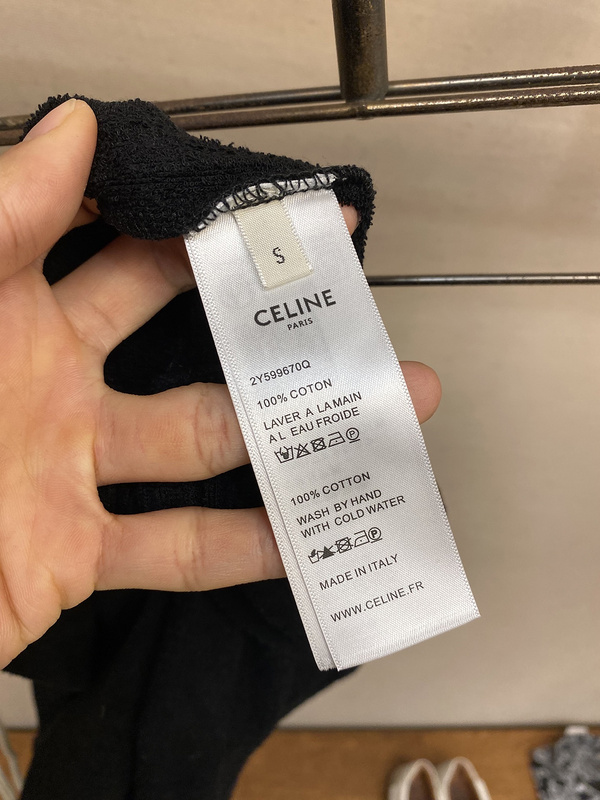 S
CELINE
PARIS
2Y599670Q
100% COTON
LAVER A LA MAIN
A L EAU FROIDE
P
100% COTTON
WASH BY HAND
WITH COLD WATER
P
MADE IN ITALY
WWW.CELINE.FR